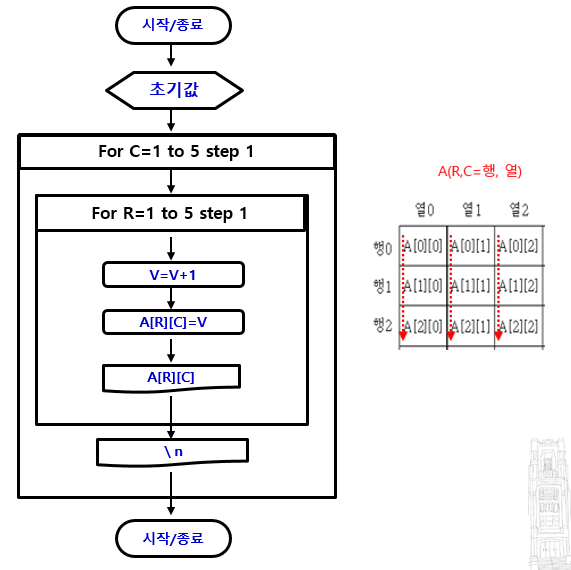 시작/종료
초기값
For C=1 to 5 step 1
For R=1 to 5 step 1
V=V+1
A[R][C]=V
A[R][C]
\ n
시작/종료
A(R,C=행, 열)
열0 열1 열2
행0 A[0][0] A[0][1] A[0][2]
행1 A[1][0] A[1][1] A[1][2]
행2 A[2][0] A[2][1] A[2][2]